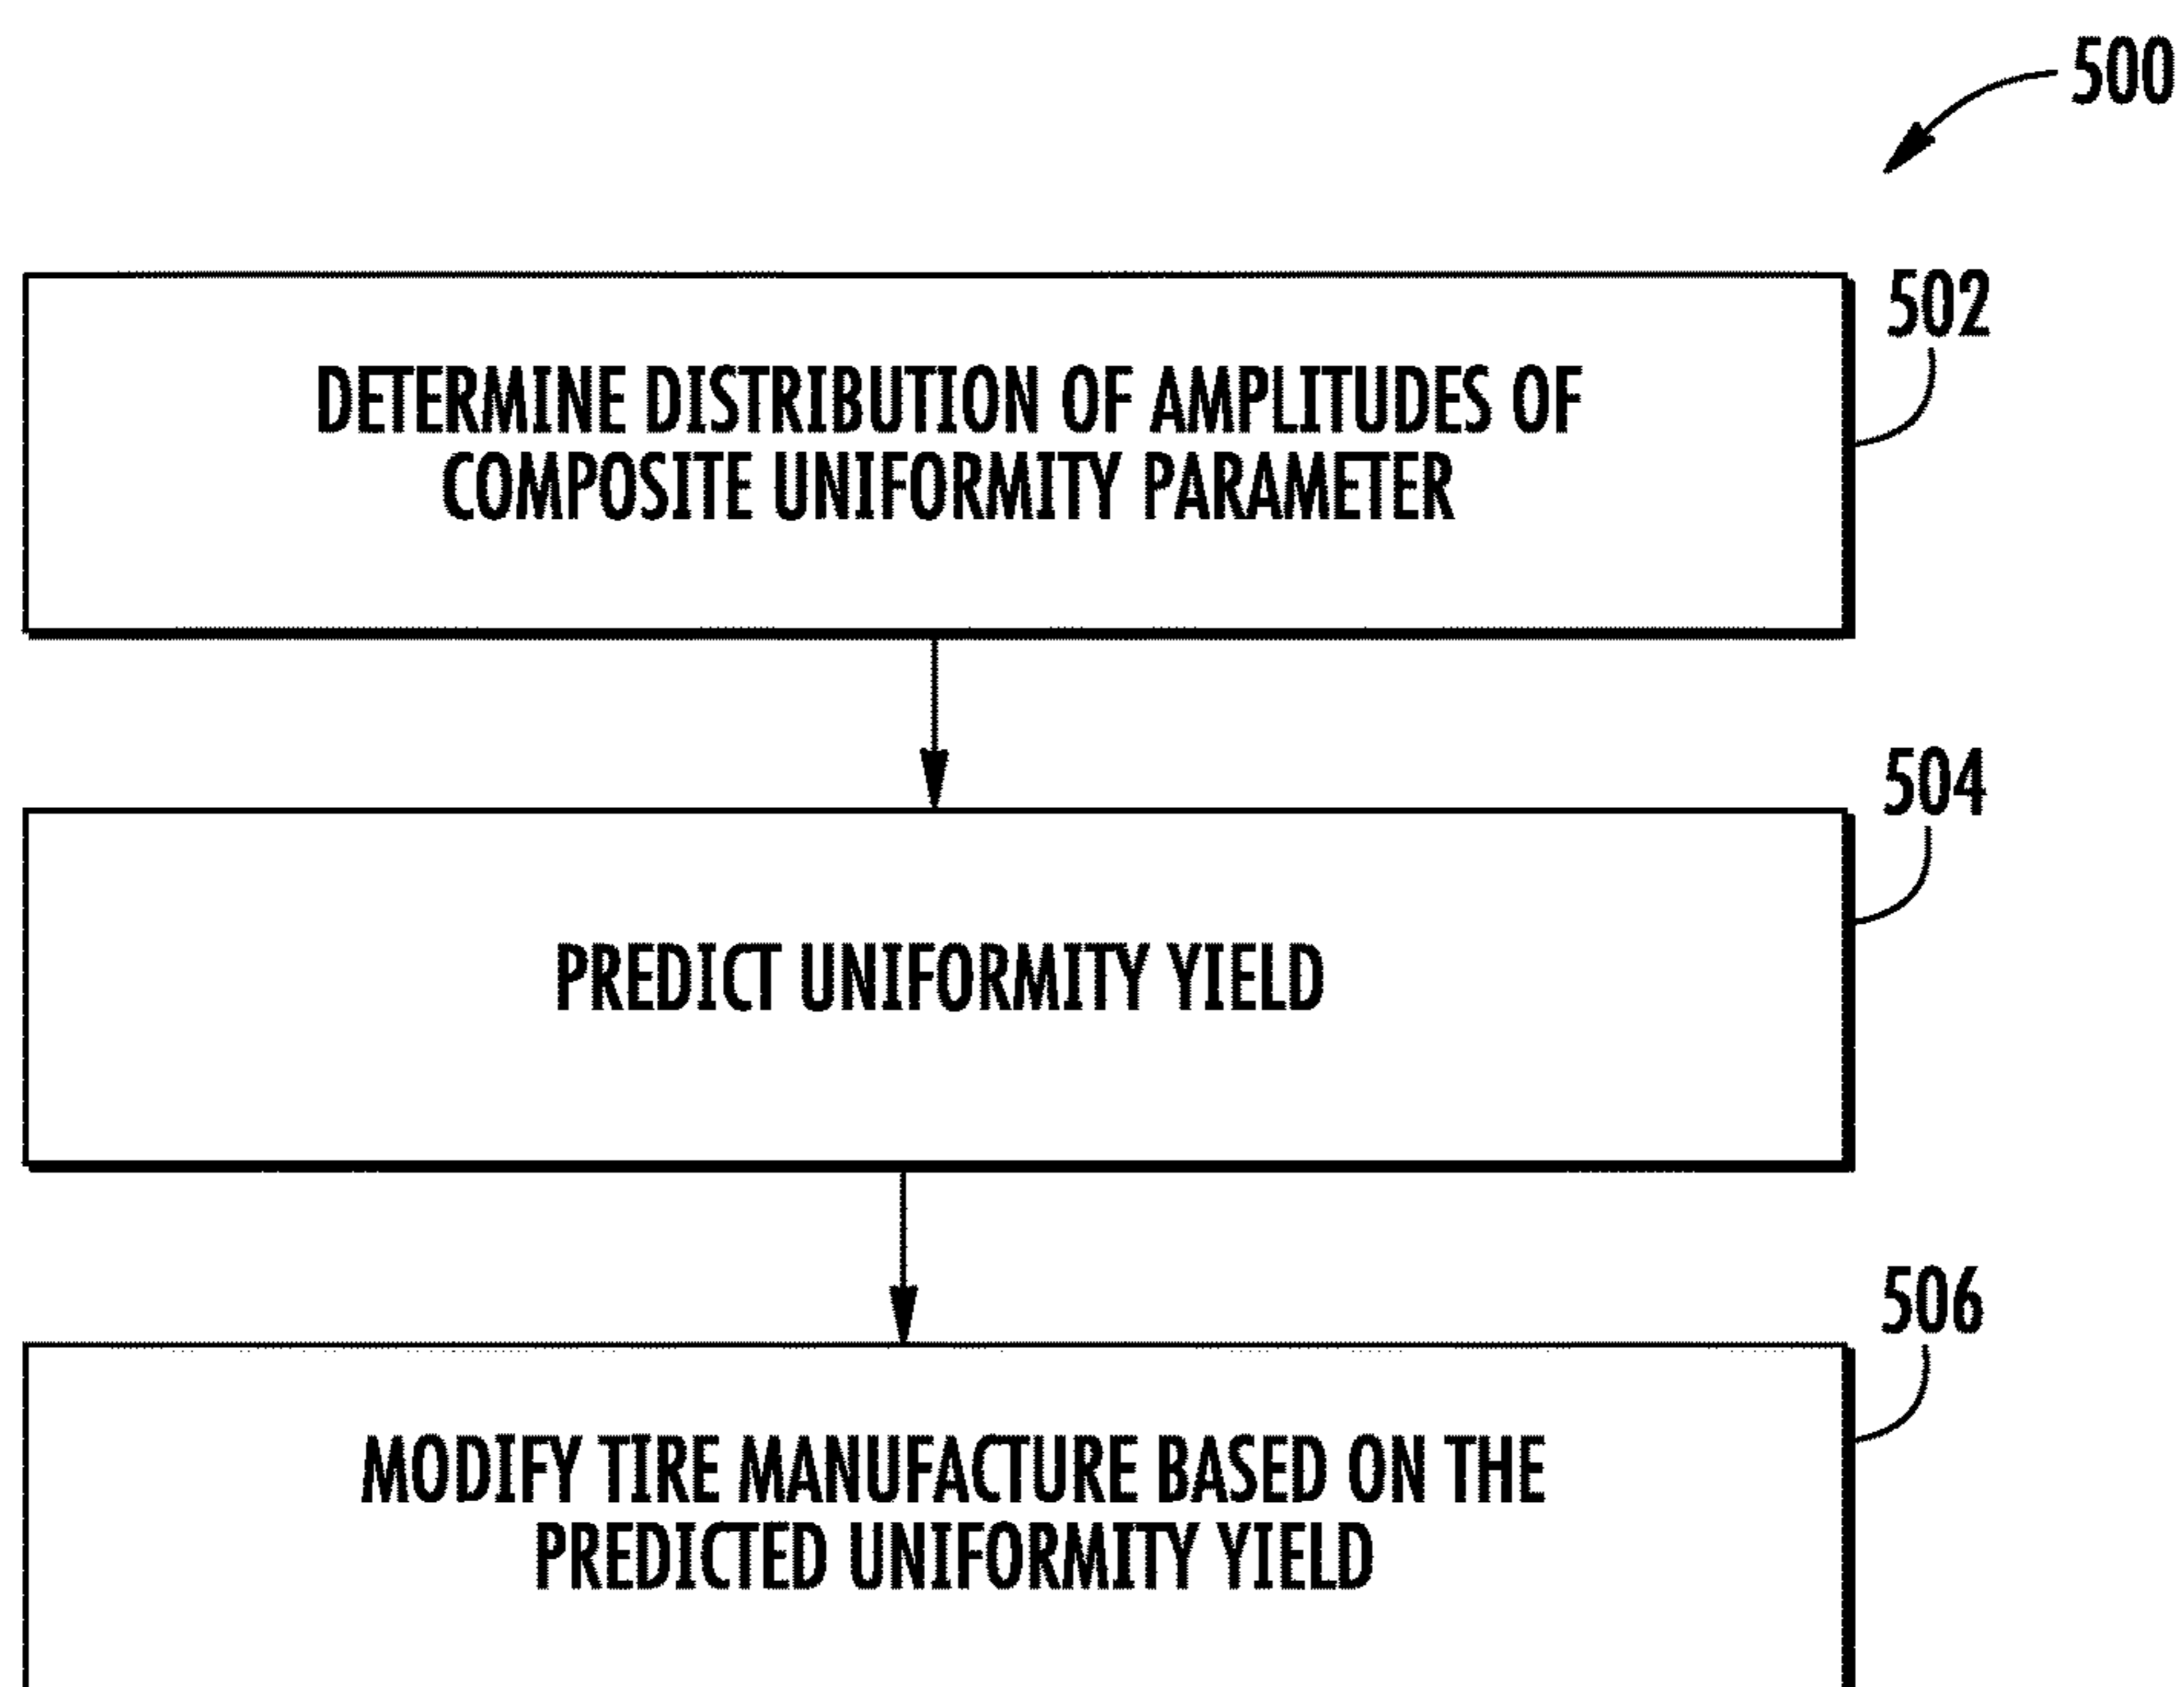 500
502
DETERMINE DISTRIBUTION OF AMPLITUDES OF
COMPOSITE UNIFORMITY PARAMETER
504
PREDICT UNIFORMITY YIELD
506
MODIFY TIRE MANUFACTURE BASED ON THE
PREDICTED UNIFORMITY YIELD